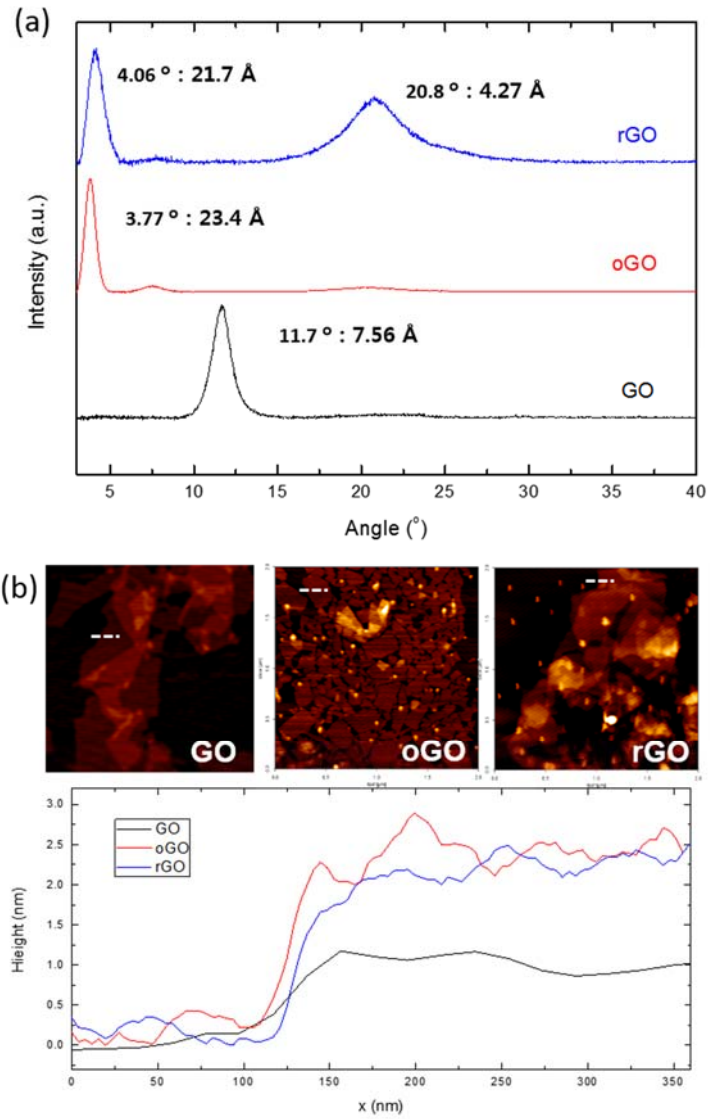 (a)
4.06 º : 21.7 Å
20.8 º : 4.27 Å
rGO
3.77 º : 23.4 Å
oGO
11.7 º : 7.56 Å
GO
Intensity (a.u.)
5 10 15 20 25 30 35 40
Angle (º)
(b)
GO
oGO
rGO
3.0
2.5
2.0
1.5
1.0
0.5
0.0
GO
oGO
rGO
Hieight (nm)
0 50 100 150 200 250 300 350
x (nm)